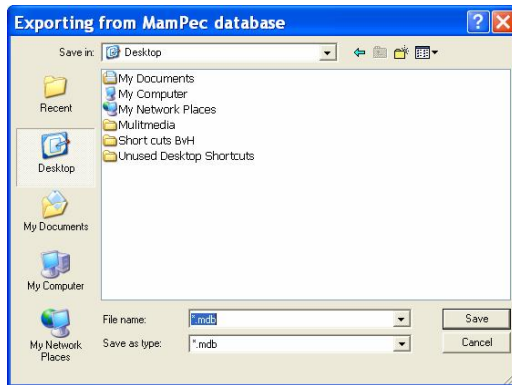 Exporting from MamPec database
Save in:
Desktop
Recent
Desktop
My Documents
My Computer
My Network
Places
My Documents
My Computer
My Network Places
Mulitmedia
Short cuts BvH
Unused Desktop Shortcuts
File name:
*.mdb
Save
Save as type:
*.mdb
Cancel